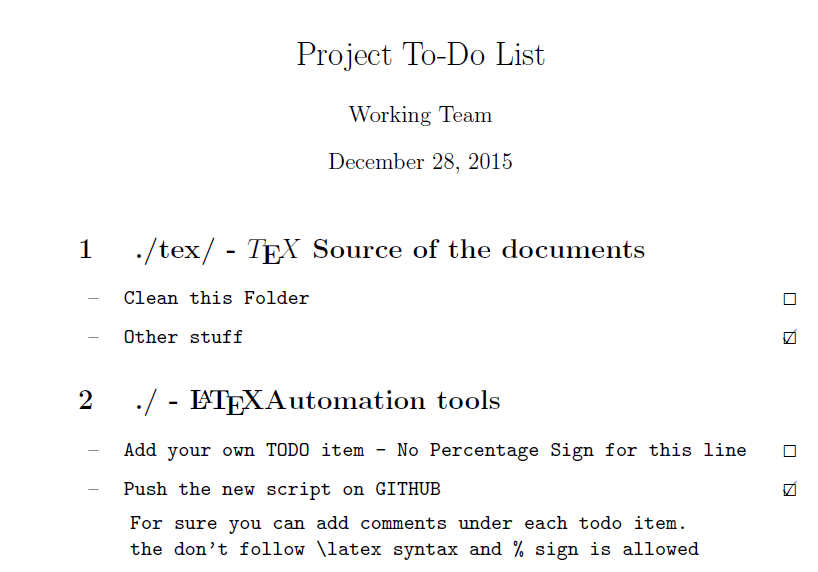 Project To-Do List
Working Team
December 28, 2015
1 ./tex/ - TEX Source of the documents
– Clean this Folder ☐
– Other stuff ☑
2 ./ - LATEXAutomation tools
– Add your own TODO item - No Percentage Sign for this line ☐
– Push the new script on GITHUB ☑
For sure you can add comments under each todo item.
the don't follow \latex syntax and % sign is allowed